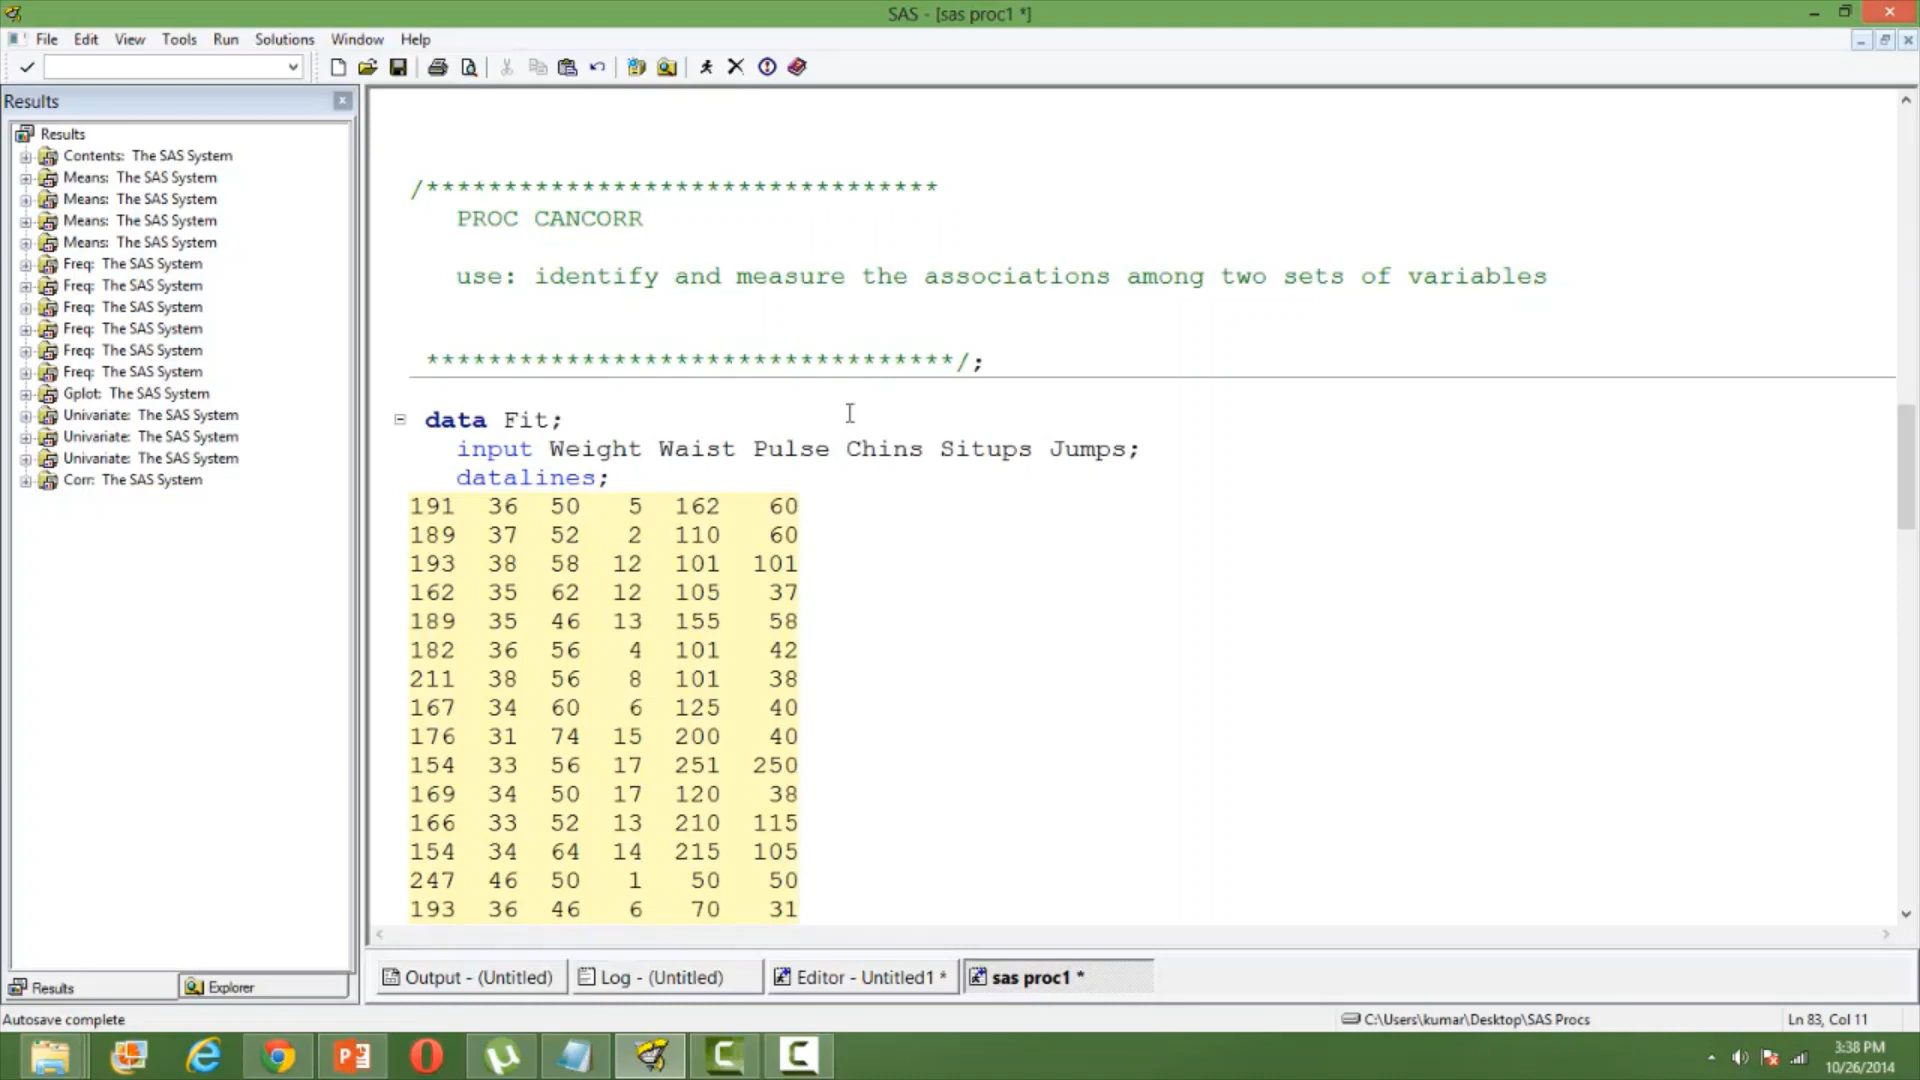 SAS - [sas proc1 *]
File Edit View Tools Run Solutions Window Help
Results
Results
Contents: The SAS System
Means: The SAS System
Means: The SAS System
Means: The SAS System
Means: The SAS System
Freq: The SAS System
Freq: The SAS System
Freq: The SAS System
Freq: The SAS System
Freq: The SAS System
Freq: The SAS System
Gplot: The SAS System
Univariate: The SAS System
Univariate: The SAS System
Univariate: The SAS System
Corr: The SAS System
Results Explorer
/*********************************
PROC CANCORR
use: identify and measure the associations among two sets of variables
**********************************/;
data Fit;
input Weight Waist Pulse Chins Situps Jumps;
datalines;
191 36 50 5 162 60
189 37 52 2 110 60
193 38 58 12 101 101
162 35 62 12 105 37
189 35 46 13 155 58
182 36 56 4 101 42
211 38 56 8 101 38
167 34 60 6 125 40
176 31 74 15 200 40
154 33 56 17 251 250
169 34 50 17 120 38
166 33 52 13 210 115
154 34 64 14 215 105
247 46 50 1 50 50
193 36 46 6 70 31
Output - (Untitled) Log - (Untitled) Editor - Untitled1 * sas proc1 *
Autosave complete C:\Users\kumar\Desktop\SAS Procs Ln 83, Col 11
3:38 PM
10/26/2014